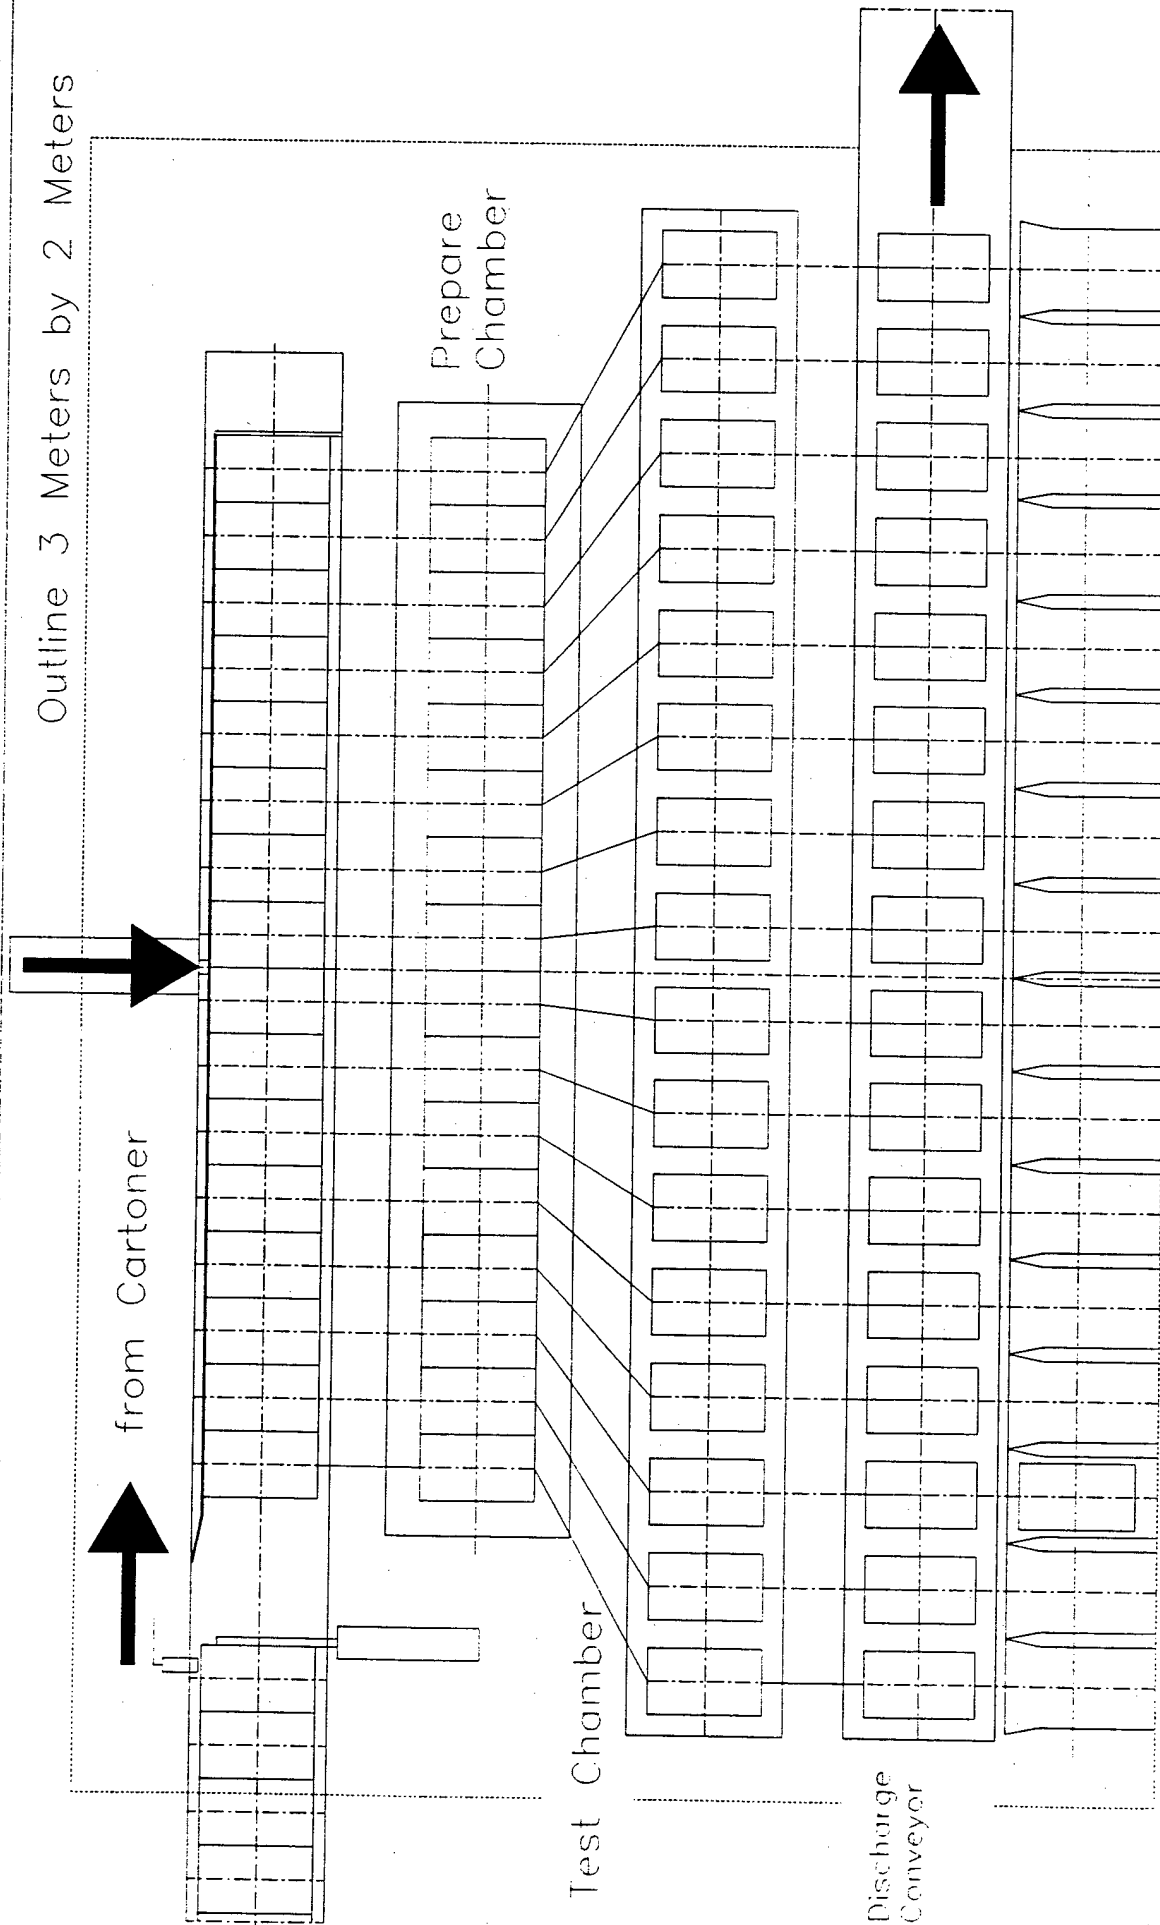 Outline 3 Meters by 2 Meters
from Cartoner
Prepare
Chamber
Test Chamber
Discharge
Conveyor